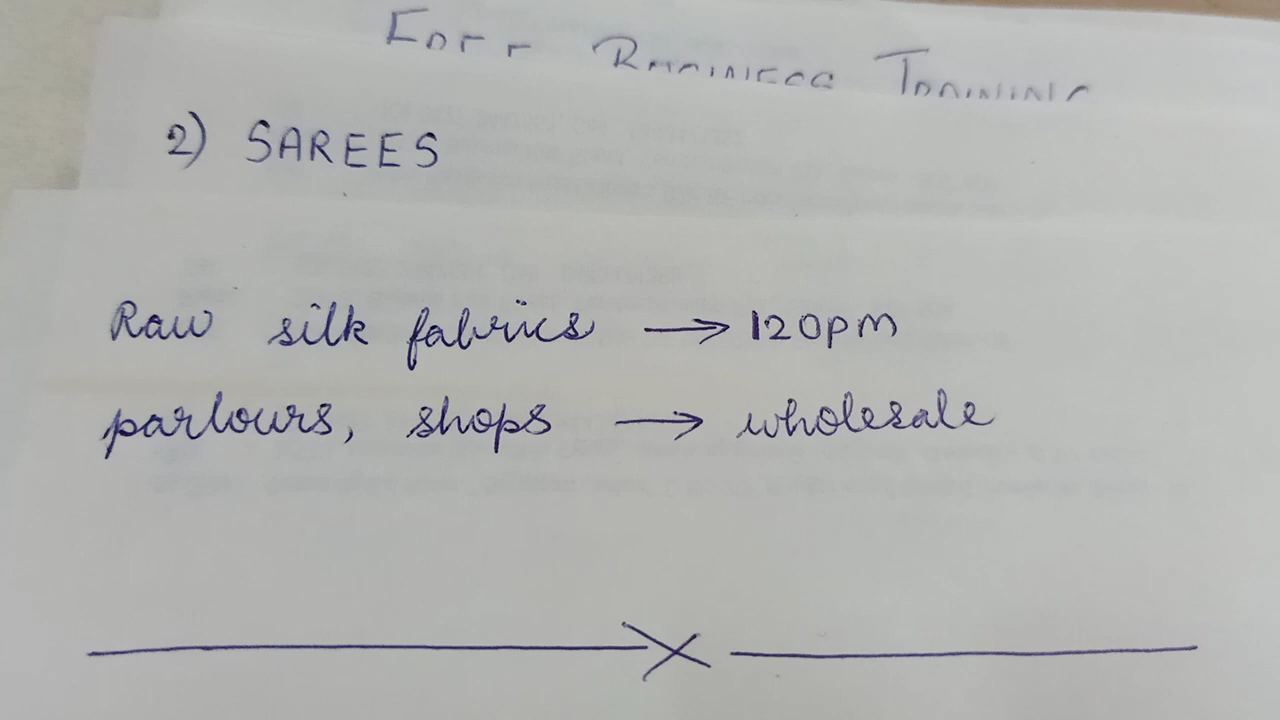 2) SAREES
Raw silk fabrics → 120pm
parlours, shops → wholesale